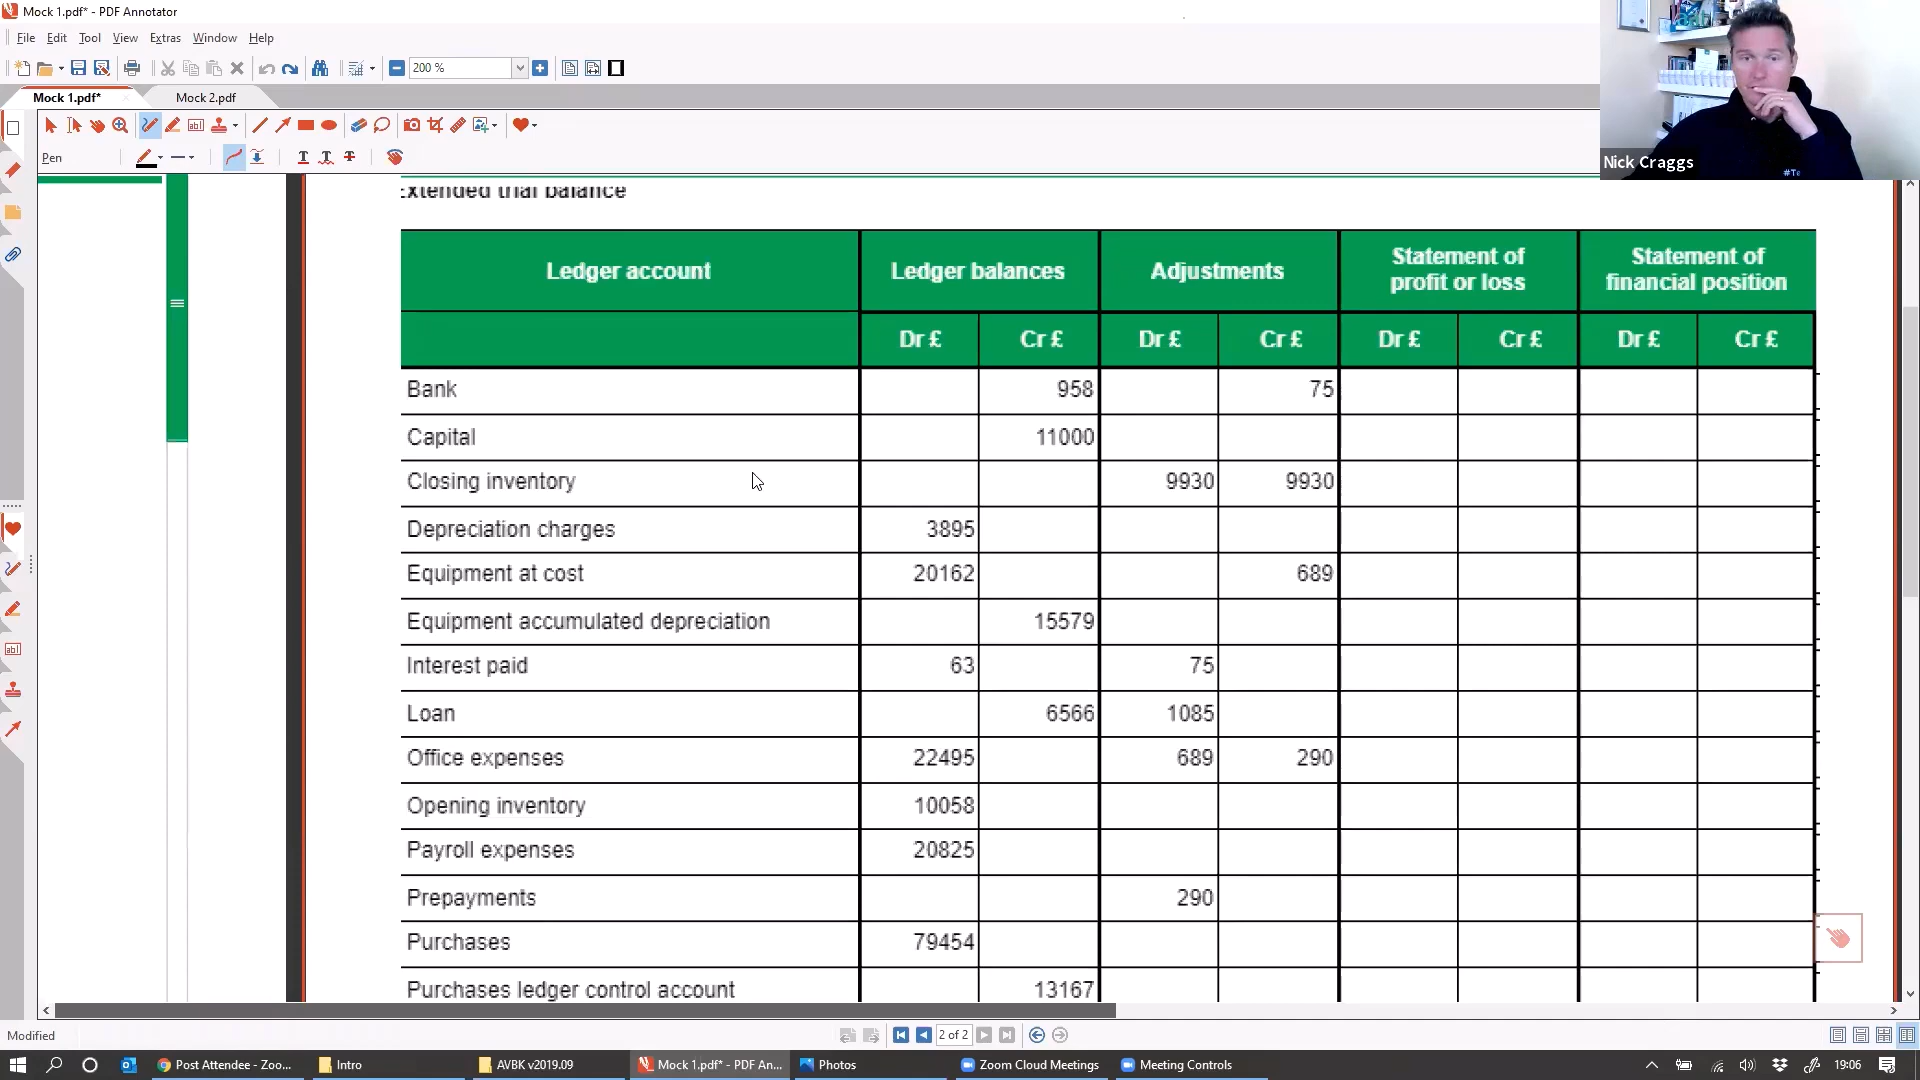 Mock 1.pdf* - PDF Annotator
File Edit Tool View Extras Window Help
200 %
Mock 1.pdf* Mock 2.pdf
Pen
Nick Craggs
Extended trial balance
Ledger account Ledger balances Adjustments Statement of profit or loss Statement of financial position
Dr £ Cr £ Dr £ Cr £ Dr £ Cr £ Dr £ Cr £
Bank 958 75
Capital 11000
Closing inventory 9930 9930
Depreciation charges 3895
Equipment at cost 20162 689
Equipment accumulated depreciation 15579
Interest paid 63 75
Loan 6566 1085
Office expenses 22495 689 290
Opening inventory 10058
Payroll expenses 20825
Prepayments 290
Purchases 79454
Purchases ledger control account 13167
Modified
2 of 2
Post Attendee - Zoo... Intro AVBK v2019.09 Mock 1.pdf* - PDF An... Photos Zoom Cloud Meetings Meeting Controls 19:06